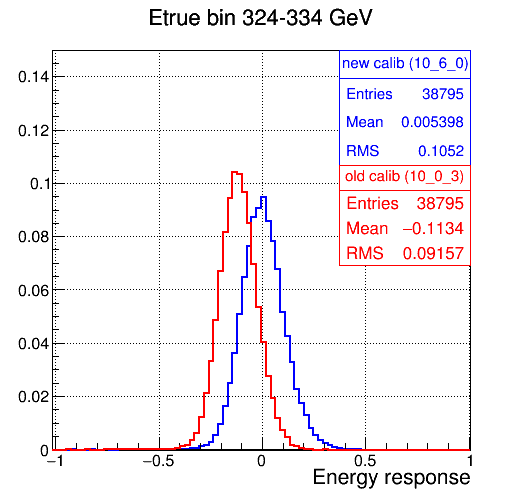 Etrue bin 324-334 GeV
new calib (10_6_0)
Entries 38795
Mean 0.005398
RMS 0.1052
old calib (10_0_3)
Entries 38795
Mean −0.1134
RMS 0.09157
0.14
0.12
0.1
0.08
0.06
0.04
0.02
0
−1 −0.5 0 0.5 1
Energy response